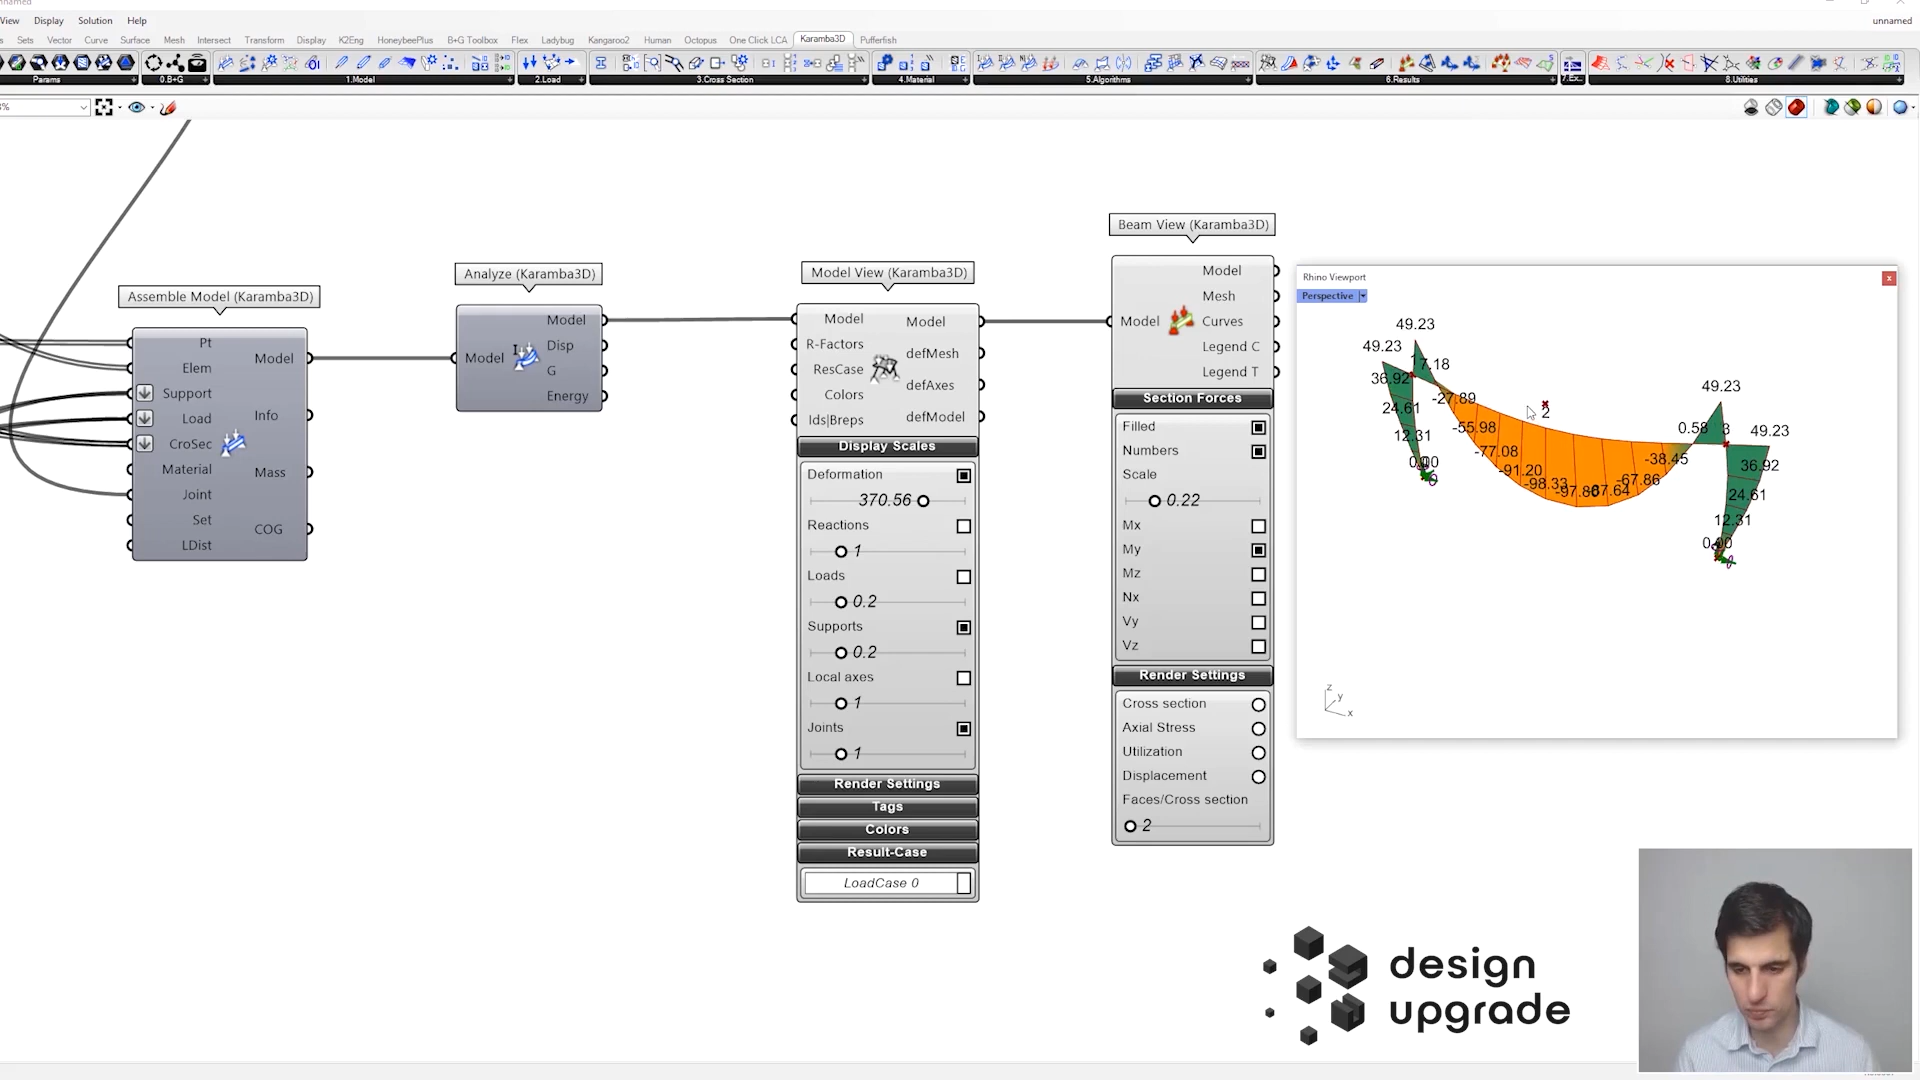 unnamed
View Display Solution Help unnamed
Sets Vector Curve Surface Mesh Intersect Transform Display K2Eng HoneybeePlus B+G Toolbox Flex Ladybug Kangaroo2 Human Octopus One Click LCA Karamba3D Pufferfish
Params 0.B+G 1.Model 2.Load 3.Cross Section 4.Material 5.Algorithms 6.Results 7.Ex... 8.Utilities
Assemble Model (Karamba3D)
Pt
Elem
Support
Load
CroSec
Material
Joint
Set
LDist
Model
Info
Mass
COG
Analyze (Karamba3D)
Model
Model
Disp
G
Energy
Model View (Karamba3D)
Model
R-Factors
ResCase
Colors
Ids|Breps
Model
defMesh
defAxes
defModel
Display Scales
Deformation
370.56
Reactions
1
Loads
0.2
Supports
0.2
Local axes
1
Joints
1
Render Settings
Tags
Colors
Result-Case
LoadCase 0
Beam View (Karamba3D)
Model
Model
Mesh
Curves
Legend C
Legend T
Section Forces
Filled
Numbers
Scale
0.22
Mx
My
Mz
Nx
Vy
Vz
Render Settings
Cross section
Axial Stress
Utilization
Displacement
Faces/Cross section
2
Rhino Viewport
Perspective
49.23
49.23
7.18
36.92
24.61
12.31
-27.89
-55.98
-77.08
-91.20
-98.33
-67.86
-38.45
0.58
2
3
49.23
49.23
36.92
24.61
12.31
z
y
x
design
upgrade